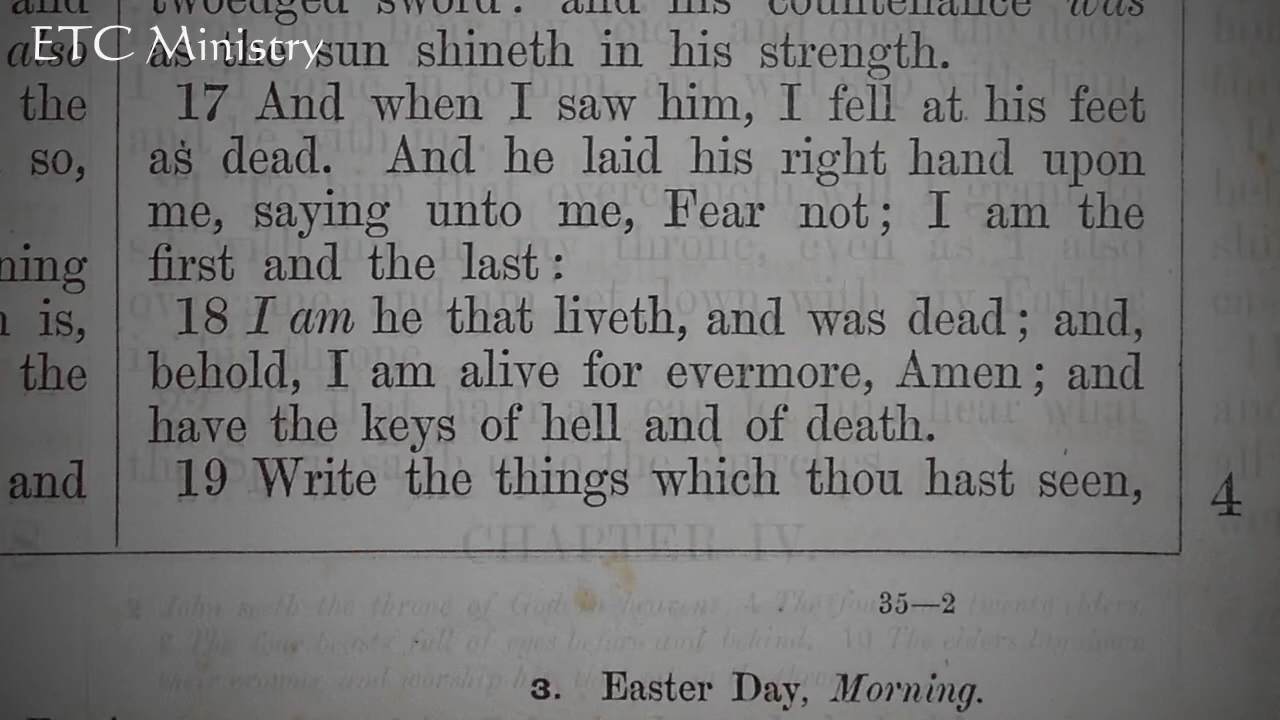 ETC Ministry
and
also
the
so,
ning
is,
the
and
twoedged sword: and his countenance was
as the sun shineth in his strength.
17 And when I saw him, I fell at his feet
as dead. And he laid his right hand upon
me, saying unto me, Fear not; I am the
first and the last:
18 I am he that liveth, and was dead; and,
behold, I am alive for evermore, Amen; and
have the keys of hell and of death.
19 Write the things which thou hast seen,
4
CHAPTER IV.
35—2
3. Easter Day, Morning.